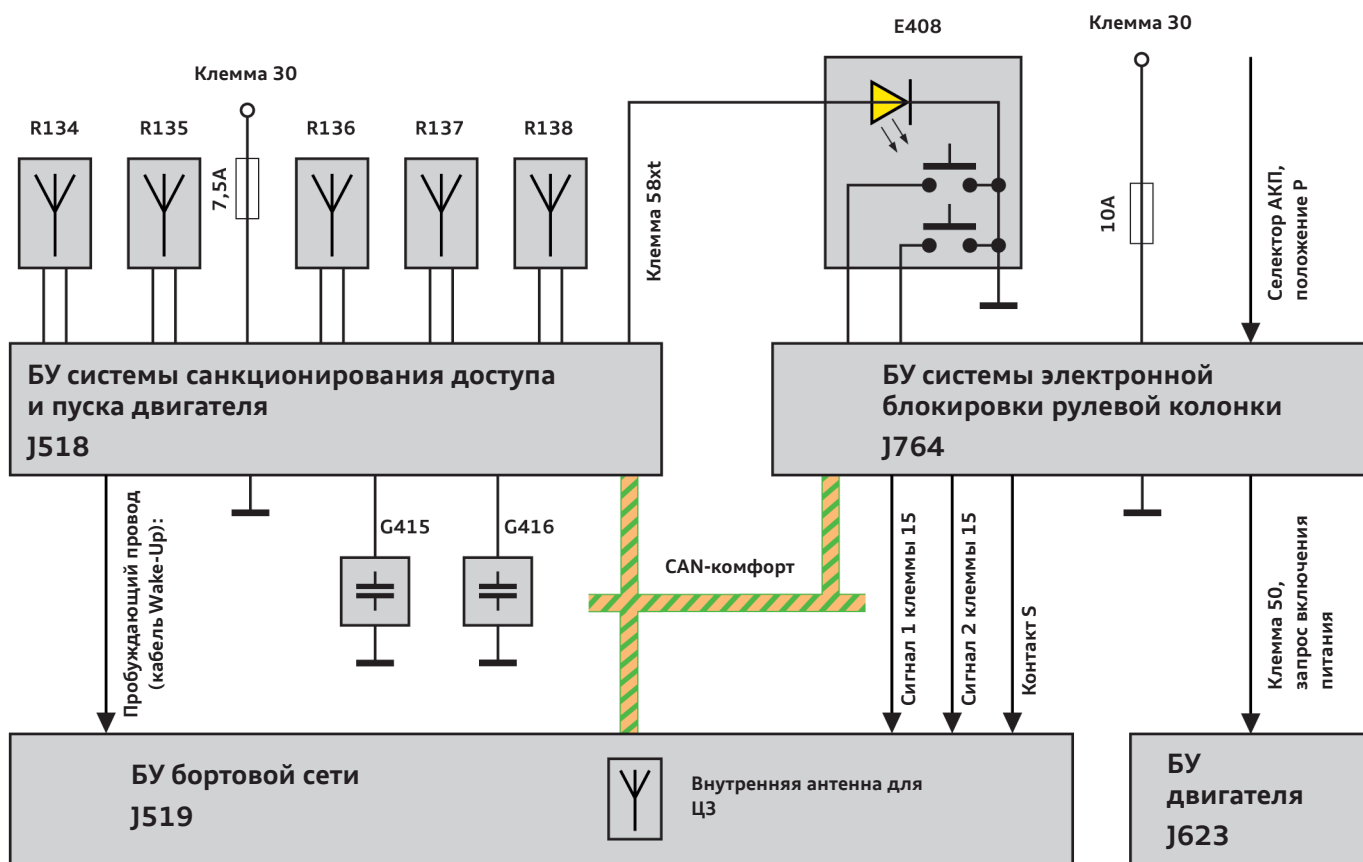 E408
Клемма 30
Клемма 30
R134
R135
R136
R137
R138
7,5A
Клемма 58xt
10A
Селектор АКП,
положение P
БУ системы санкционирования доступа
и пуска двигателя
J518
БУ системы электронной
блокировки рулевой колонки
J764
Пробуждающий провод
(кабель Wake-Up):
G415
G416
CAN-комфорт
Сигнал 1 клеммы 15
Сигнал 2 клеммы 15
Контакт S
Клемма 50,
запрос включения
питания
БУ бортовой сети
J519
Внутренняя антенна для
ЦЗ
БУ
двигателя
J623